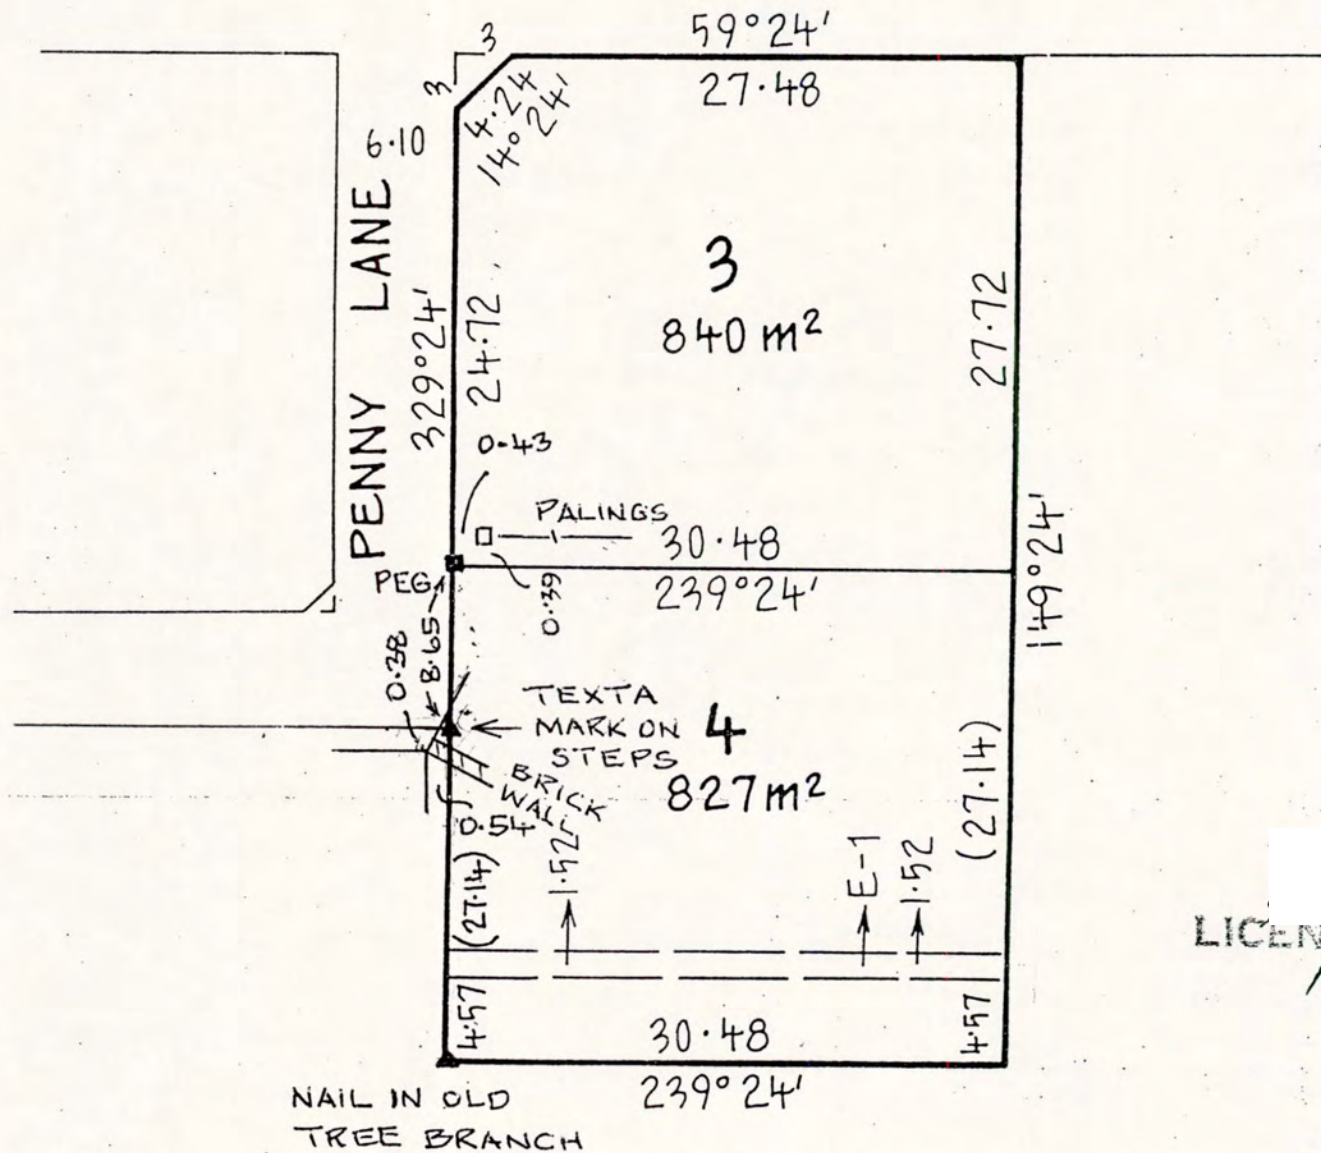 59°24'
27·48
3
3
4·24
14°24'
6·10
PENNY LANE
329°24'
24·72
3
840 m²
27·72
0·43
PALINGS
30·48
239°24'
0·39
PEG
149°24'
0·38
8·65
TEXTA
MARK ON
STEPS
4
827m²
BRICK
WALL
0·54
(27·14)
(27·14)
1·52
E-1
1·52
LICEN
4·57
4·57
30·48
239°24'
NAIL IN OLD
TREE BRANCH